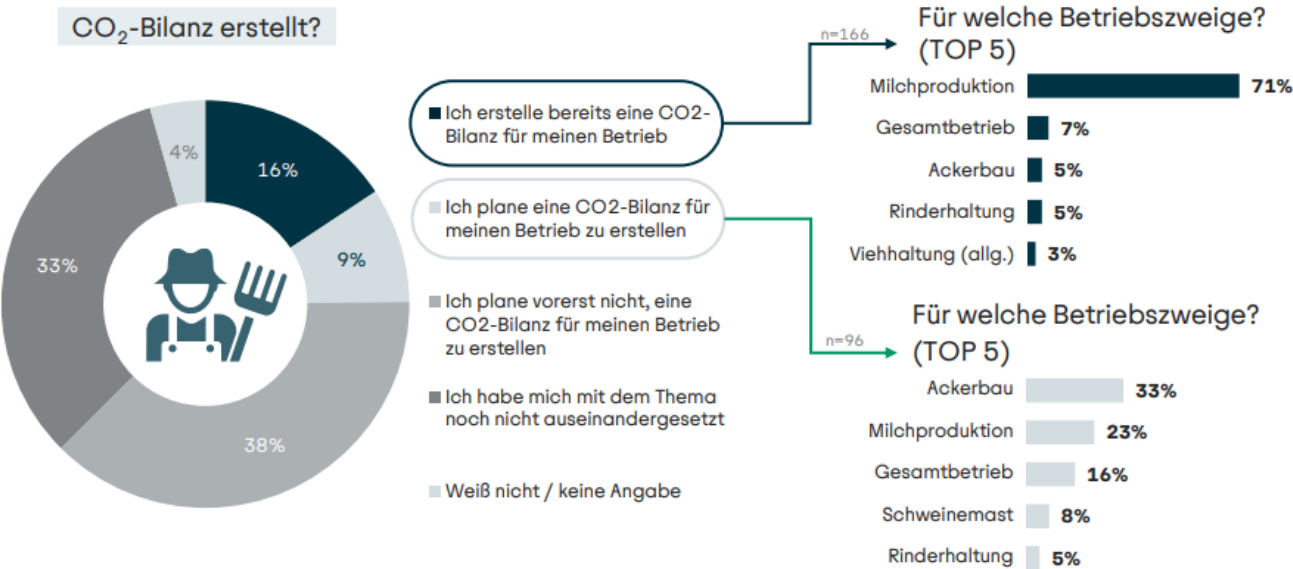 CO₂-Bilanz erstellt?
4%
16%
9%
33%
38%
Ich erstelle bereits eine CO2-
Bilanz für meinen Betrieb
Ich plane eine CO2-Bilanz für
meinen Betrieb zu erstellen
Ich plane vorerst nicht, eine
CO2-Bilanz für meinen Betrieb
zu erstellen
Ich habe mich mit dem Thema
noch nicht auseinandergesetzt
Weiß nicht / keine Angabe
n=166
Für welche Betriebszweige?
(TOP 5)
Milchproduktion 71%
Gesamtbetrieb 7%
Ackerbau 5%
Rinderhaltung 5%
Viehhaltung (allg.) 3%
n=96
Für welche Betriebszweige?
(TOP 5)
Ackerbau 33%
Milchproduktion 23%
Gesamtbetrieb 16%
Schweinemast 8%
Rinderhaltung 5%